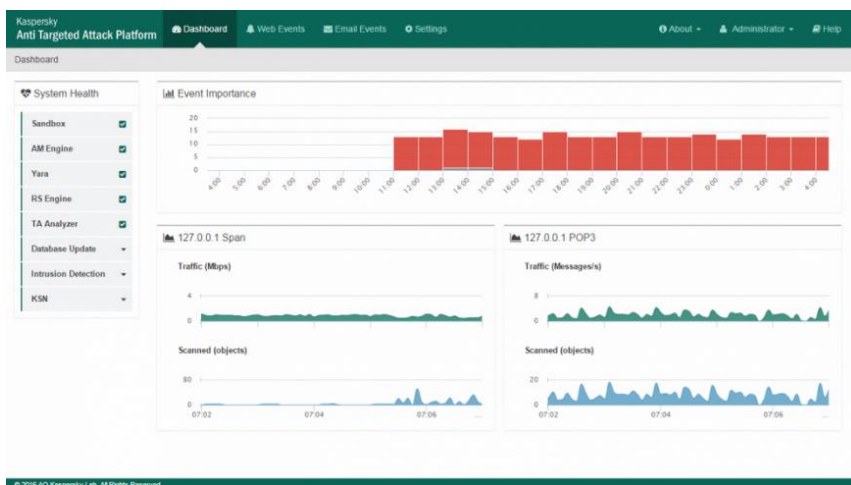 Kaspersky
Anti Targeted Attack Platform
Dashboard
Web Events
Email Events
Settings
About
Administrator
Help
Dashboard
System Health
Sandbox
AM Engine
Yara
RS Engine
TA Analyzer
Database Update
Intrusion Detection
KSN
Event Importance
20
15
10
5
0
4:00 5:00 6:00 7:00 8:00 9:00 10:00 11:00 12:00 13:00 14:00 15:00 16:00 17:00 18:00 19:00 20:00 21:00 22:00 23:00 0:00 1:00 2:00 3:00 4:00
127.0.0.1 Span
Traffic (Mbps)
4
0
Scanned (objects)
80
0
07:02 07:04 07:06 ...
127.0.0.1 POP3
Traffic (Messages/s)
8
0
Scanned (objects)
20
0
07:02 07:04 07:06 ...
AO Kaspersky Lab. All Rights Reserved